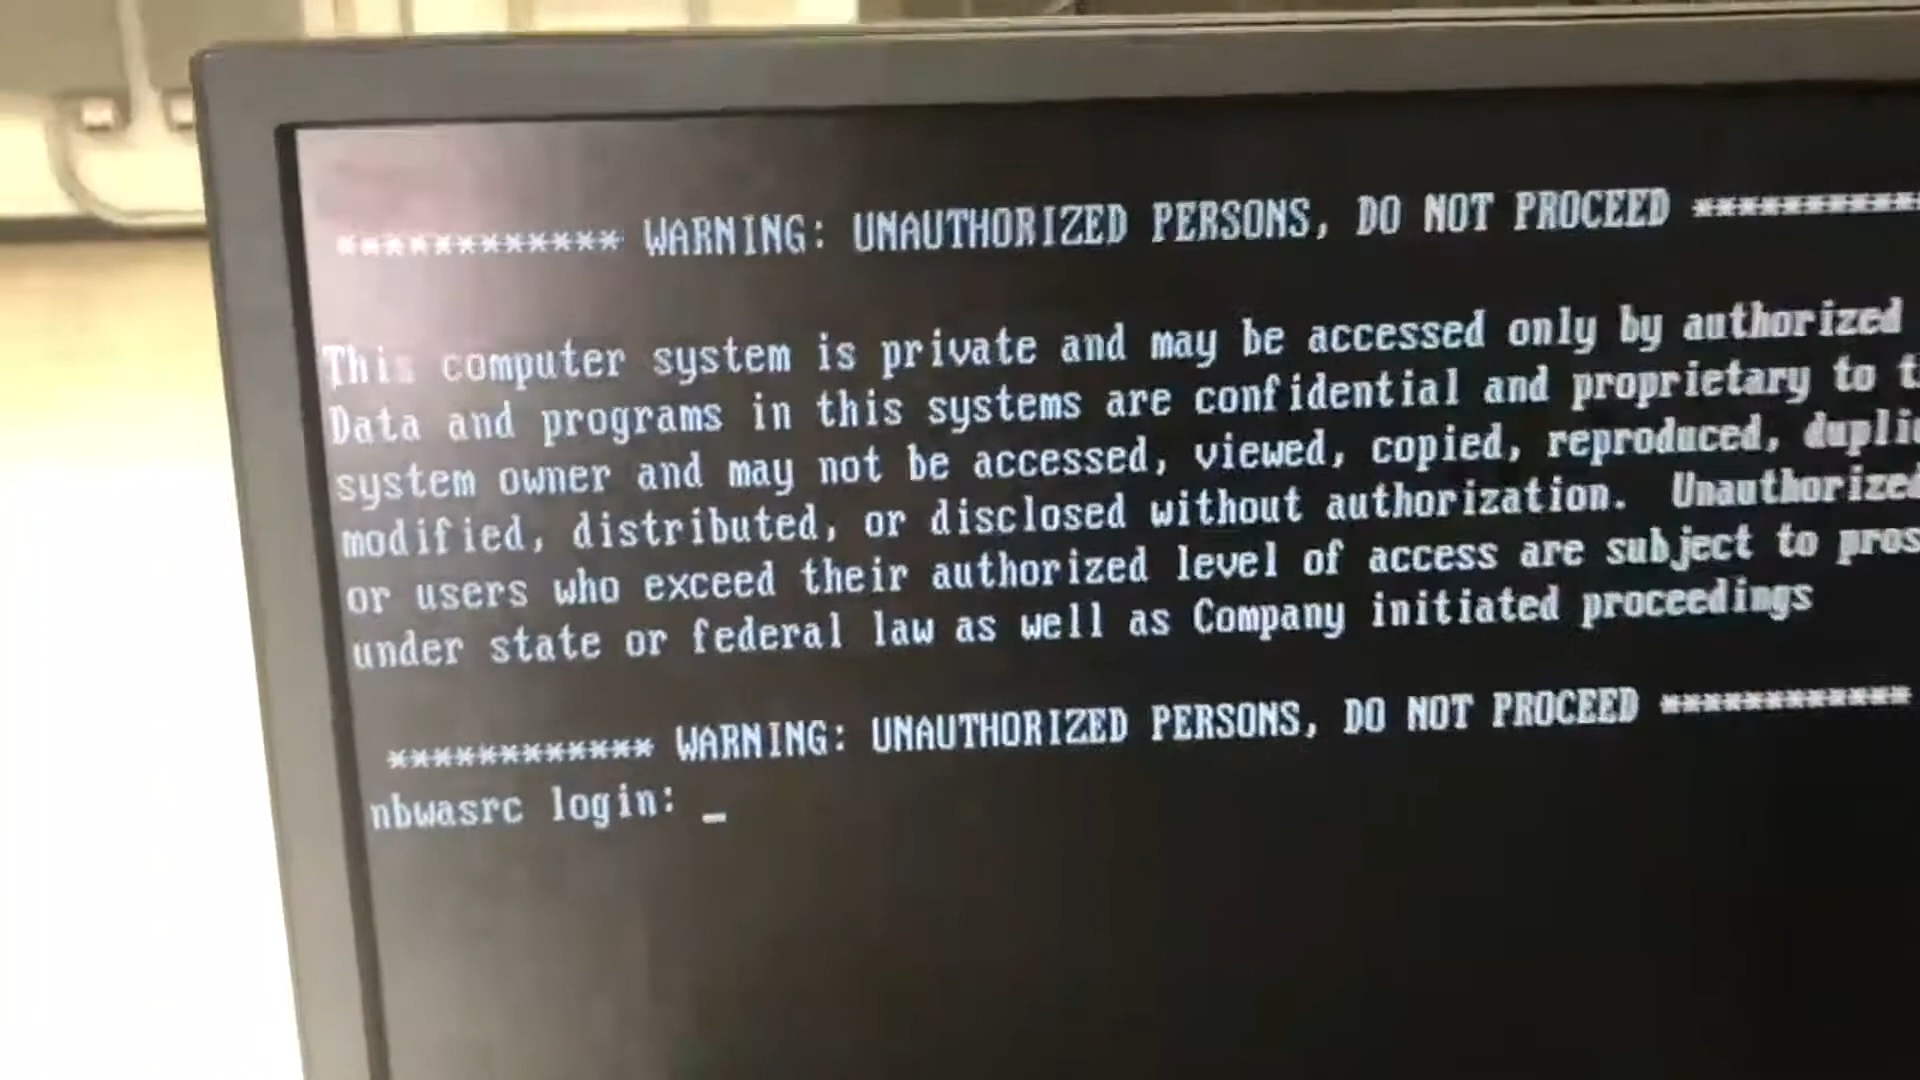 ************ WARNING: UNAUTHORIZED PERSONS, DO NOT PROCEED ***********
This computer system is private and may be accessed only by authorized
Data and programs in this systems are confidential and proprietary to
system owner and may not be accessed, viewed, copied, reproduced,
modified, distributed, or disclosed without authorization. Unauthorized
or users who exceed their authorized level of access are subject to
under state or federal law as well as Company initiated proceedings
************ WARNING: UNAUTHORIZED PERSONS, DO NOT PROCEED ************
nbwasrc login: _